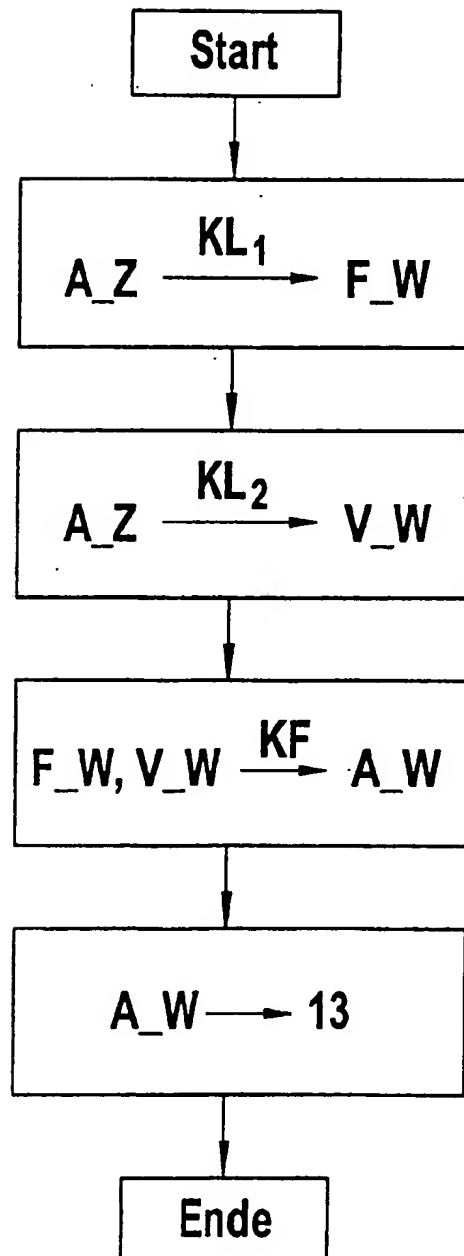 Start
KL1
A_Z → F_W
KL2
A_Z → V_W
F_W, V_W KF → A_W
A_W → 13
Ende